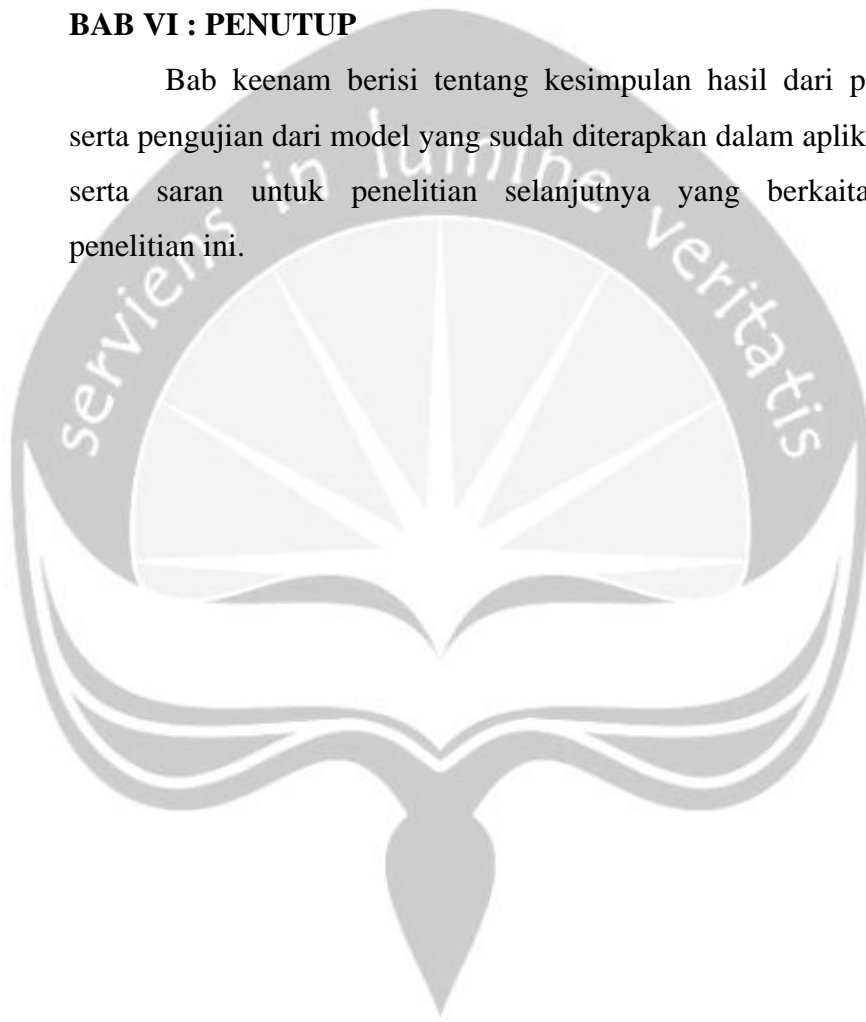 BAB VI : PENUTUP
Bab keenam berisi tentang kesimpulan hasil dari p
serta pengujian dari model yang sudah diterapkan dalam aplik
serta saran untuk penelitian selanjutnya yang berkaita
penelitian ini.
serviens in lumine veritatis